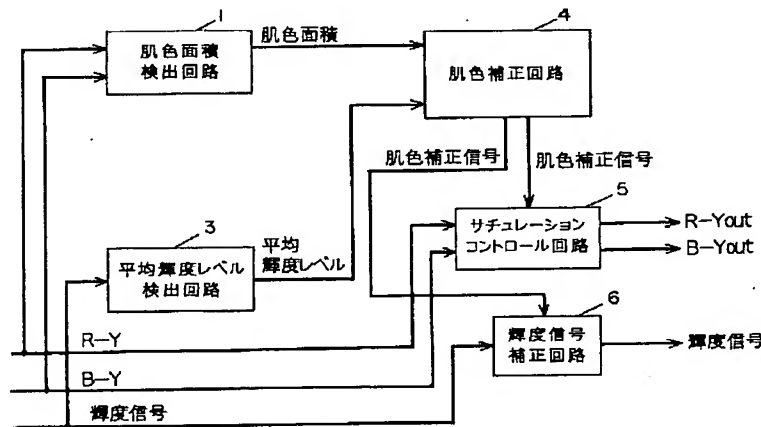 1
肌色面積
検出回路
肌色面積
4
肌色補正回路
肌色補正信号
肌色補正信号
3
平均輝度レベル
検出回路
平均
輝度レベル
5
サチュレーション
コントロール回路
R-Yout
B-Yout
6
輝度信号
補正回路
輝度信号
R-Y
B-Y
輝度信号